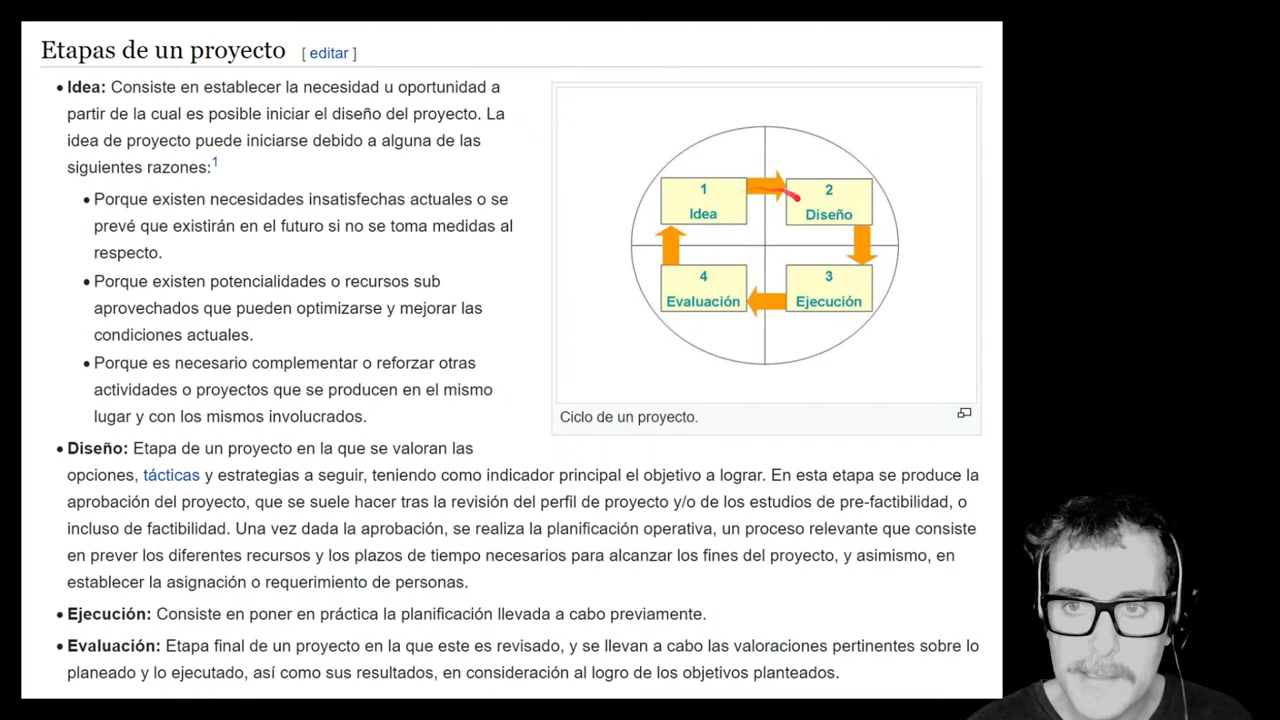 Etapas de un proyecto [ editar ]
• Idea: Consiste en establecer la necesidad u oportunidad a
partir de la cual es posible iniciar el diseño del proyecto. La
idea de proyecto puede iniciarse debido a alguna de las
siguientes razones:1
• Porque existen necesidades insatisfechas actuales o se
prevé que existirán en el futuro si no se toma medidas al
respecto.
• Porque existen potencialidades o recursos sub
aprovechados que pueden optimizarse y mejorar las
condiciones actuales.
• Porque es necesario complementar o reforzar otras
actividades o proyectos que se producen en el mismo
lugar y con los mismos involucrados.
1
Idea
2
Diseño
4
Evaluación
3
Ejecución
Ciclo de un proyecto.
• Diseño: Etapa de un proyecto en la que se valoran las
opciones, tácticas y estrategias a seguir, teniendo como indicador principal el objetivo a lograr. En esta etapa se produce la
aprobación del proyecto, que se suele hacer tras la revisión del perfil de proyecto y/o de los estudios de pre-factibilidad, o
incluso de factibilidad. Una vez dada la aprobación, se realiza la planificación operativa, un proceso relevante que consiste
en prever los diferentes recursos y los plazos de tiempo necesarios para alcanzar los fines del proyecto, y asimismo, en
establecer la asignación o requerimiento de personas.
• Ejecución: Consiste en poner en práctica la planificación llevada a cabo previamente.
• Evaluación: Etapa final de un proyecto en la que este es revisado, y se llevan a cabo las valoraciones pertinentes sobre lo
planeado y lo ejecutado, así como sus resultados, en consideración al logro de los objetivos planteados.